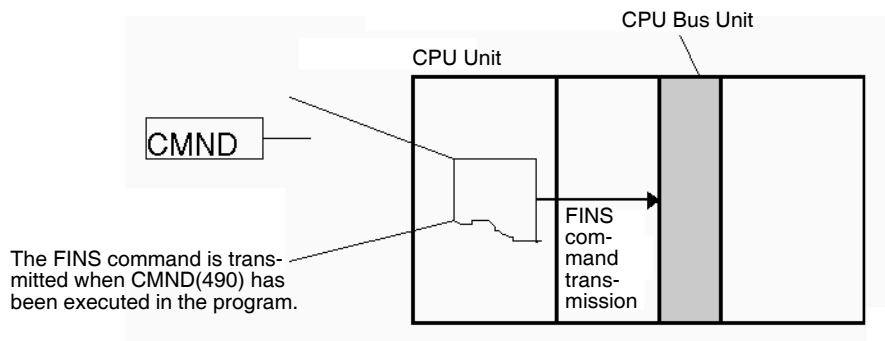 CPU Bus Unit
CPU Unit
CMND
FINS
com-
mand
trans-
mission
The FINS command is trans-
mitted when CMND(490) has
been executed in the program.